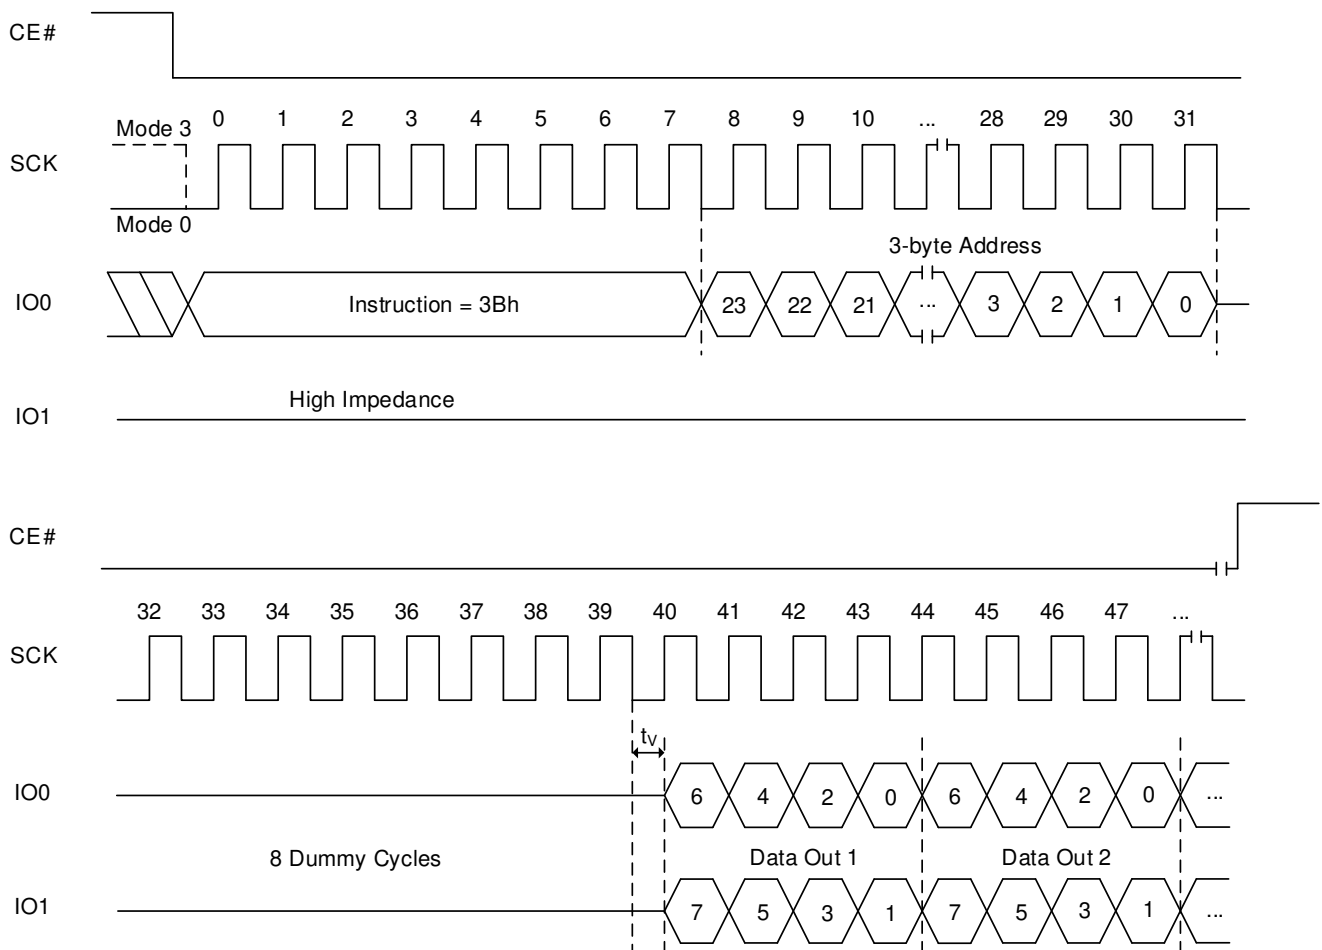 CE#
Mode 3
0 1 2 3 4 5 6 7 8 9 10 ... 28 29 30 31
SCK
Mode 0
3-byte Address
IO0
Instruction = 3Bh
23 22 21 ... 3 2 1 0
High Impedance
IO1
CE#
32 33 34 35 36 37 38 39 40 41 42 43 44 45 46 47 ...
SCK
tV
IO0
6 4 2 0 6 4 2 0 ...
8 Dummy Cycles
Data Out 1
Data Out 2
IO1
7 5 3 1 7 5 3 1 ...